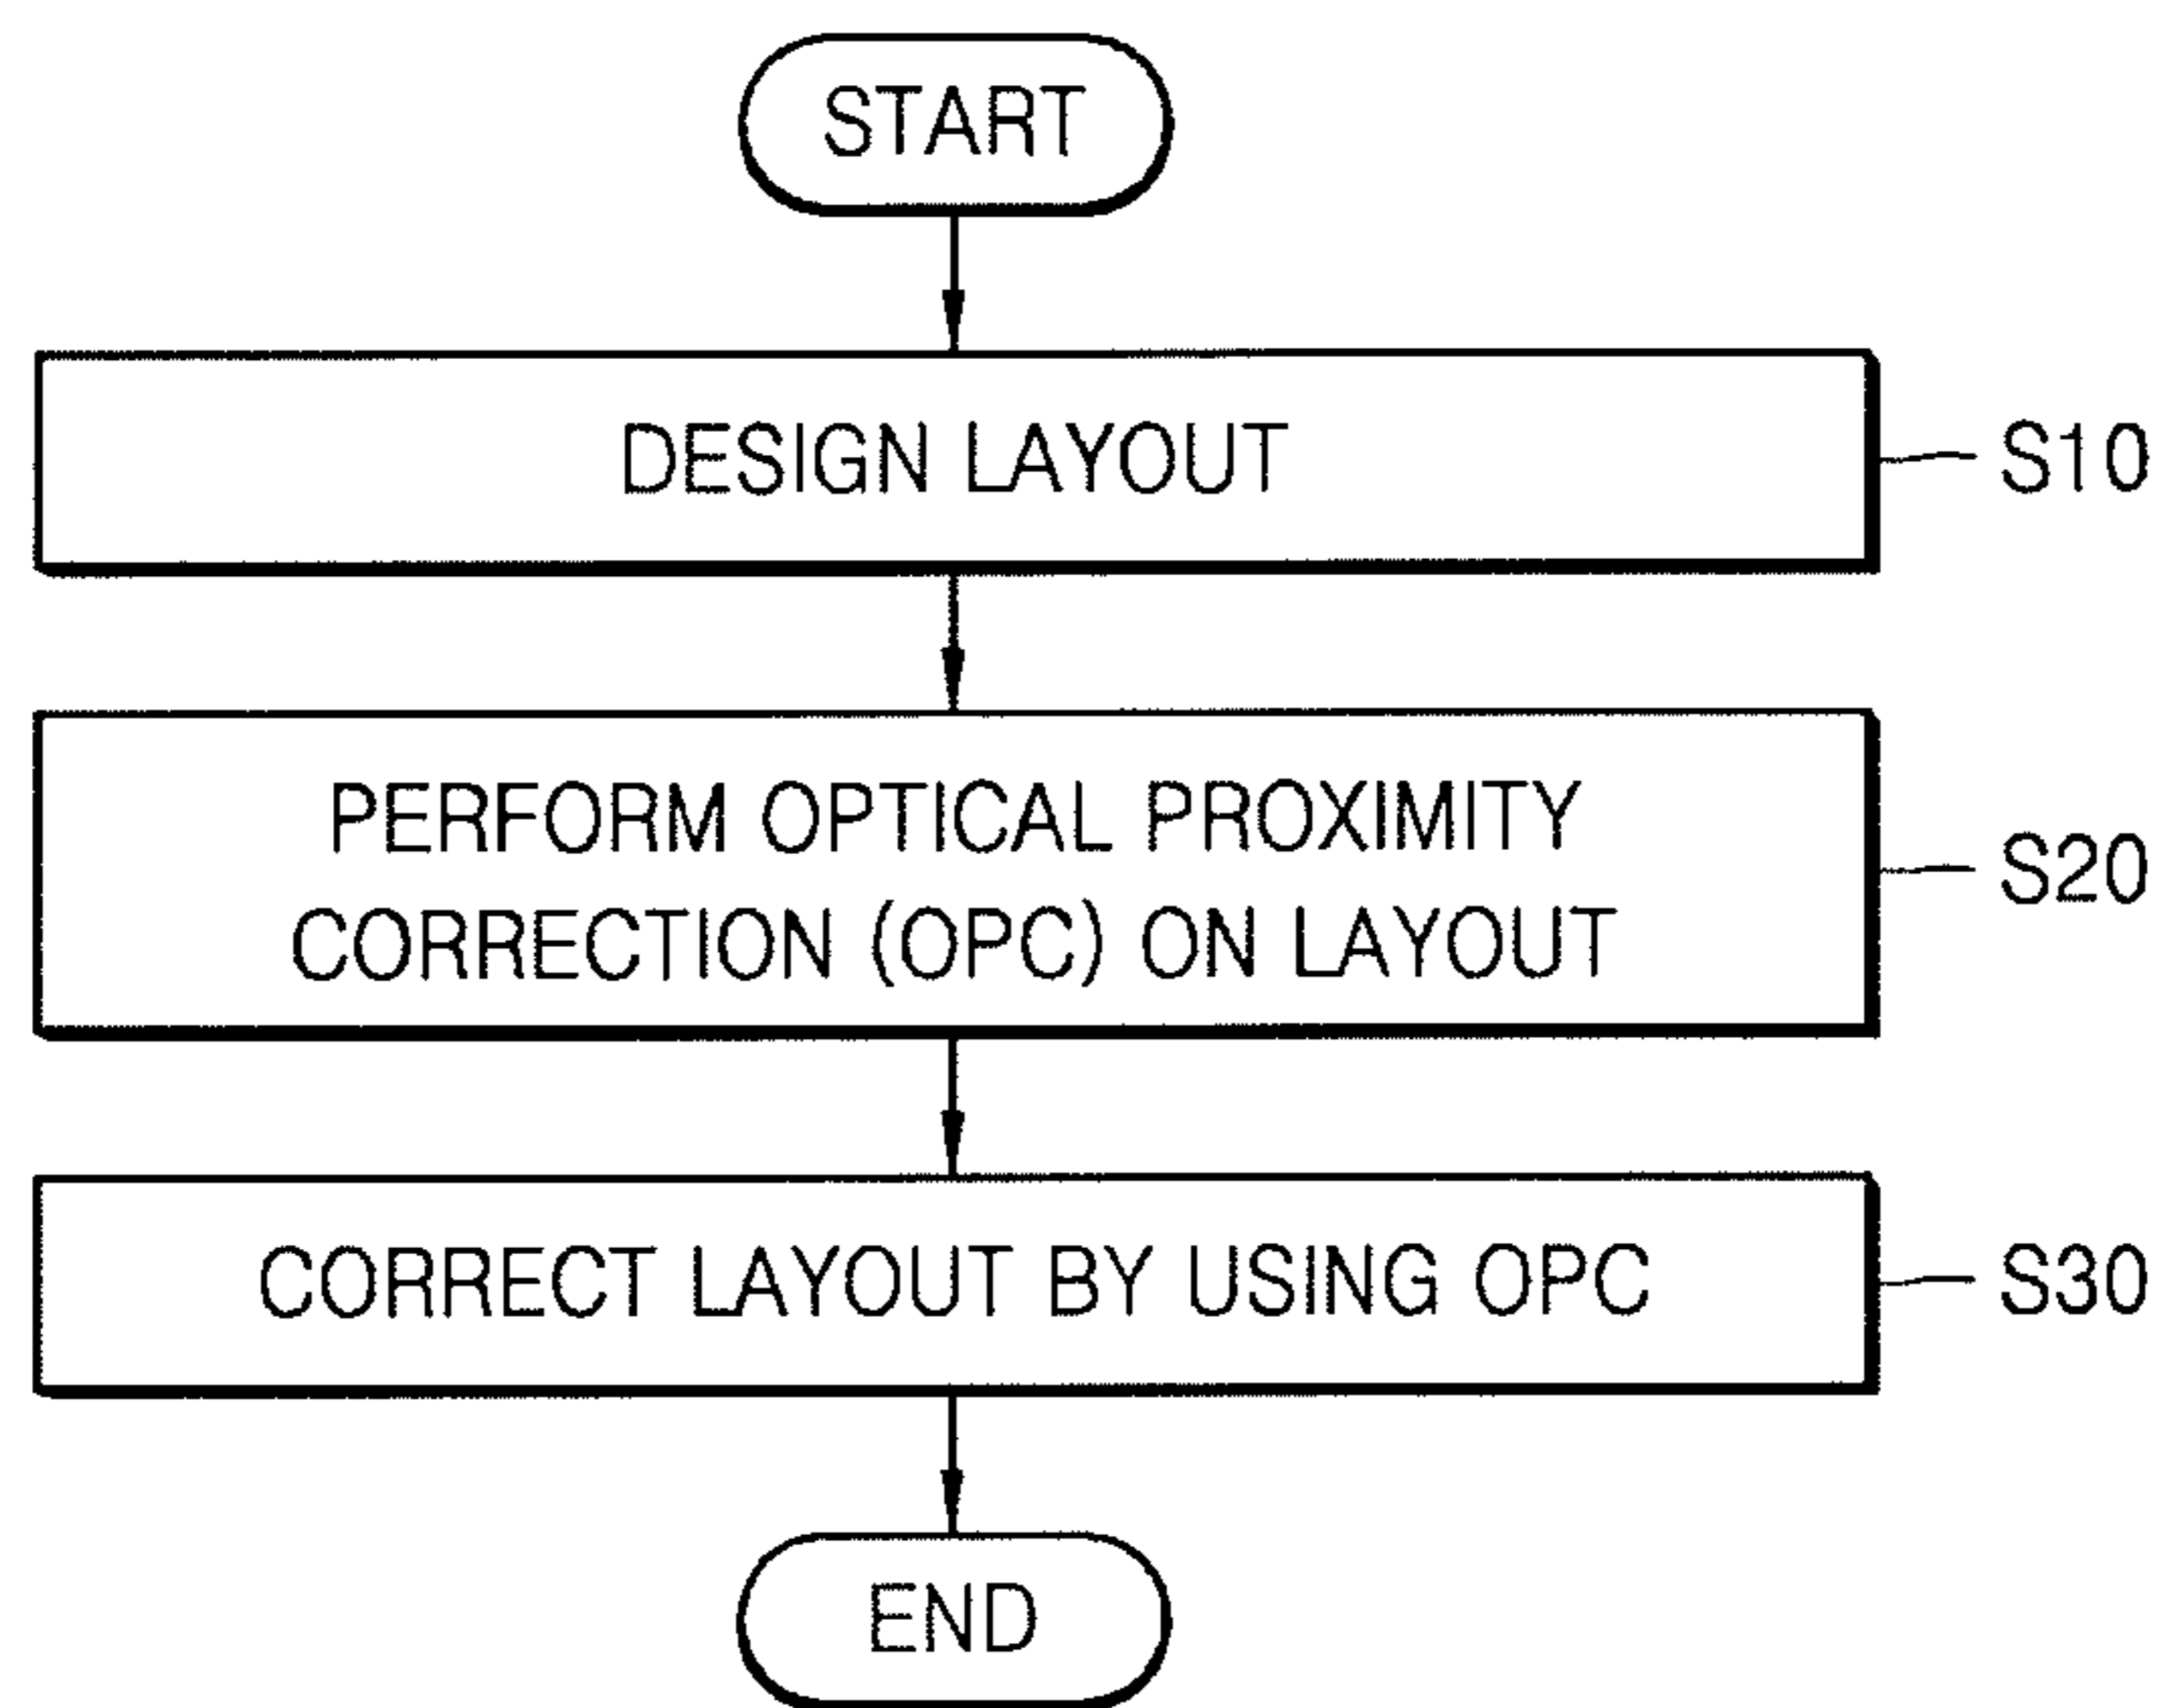 START
DESIGN LAYOUT
S10
PERFORM OPTICAL PROXIMITY
CORRECTION (OPC) ON LAYOUT
S20
CORRECT LAYOUT BY USING OPC
S30
END